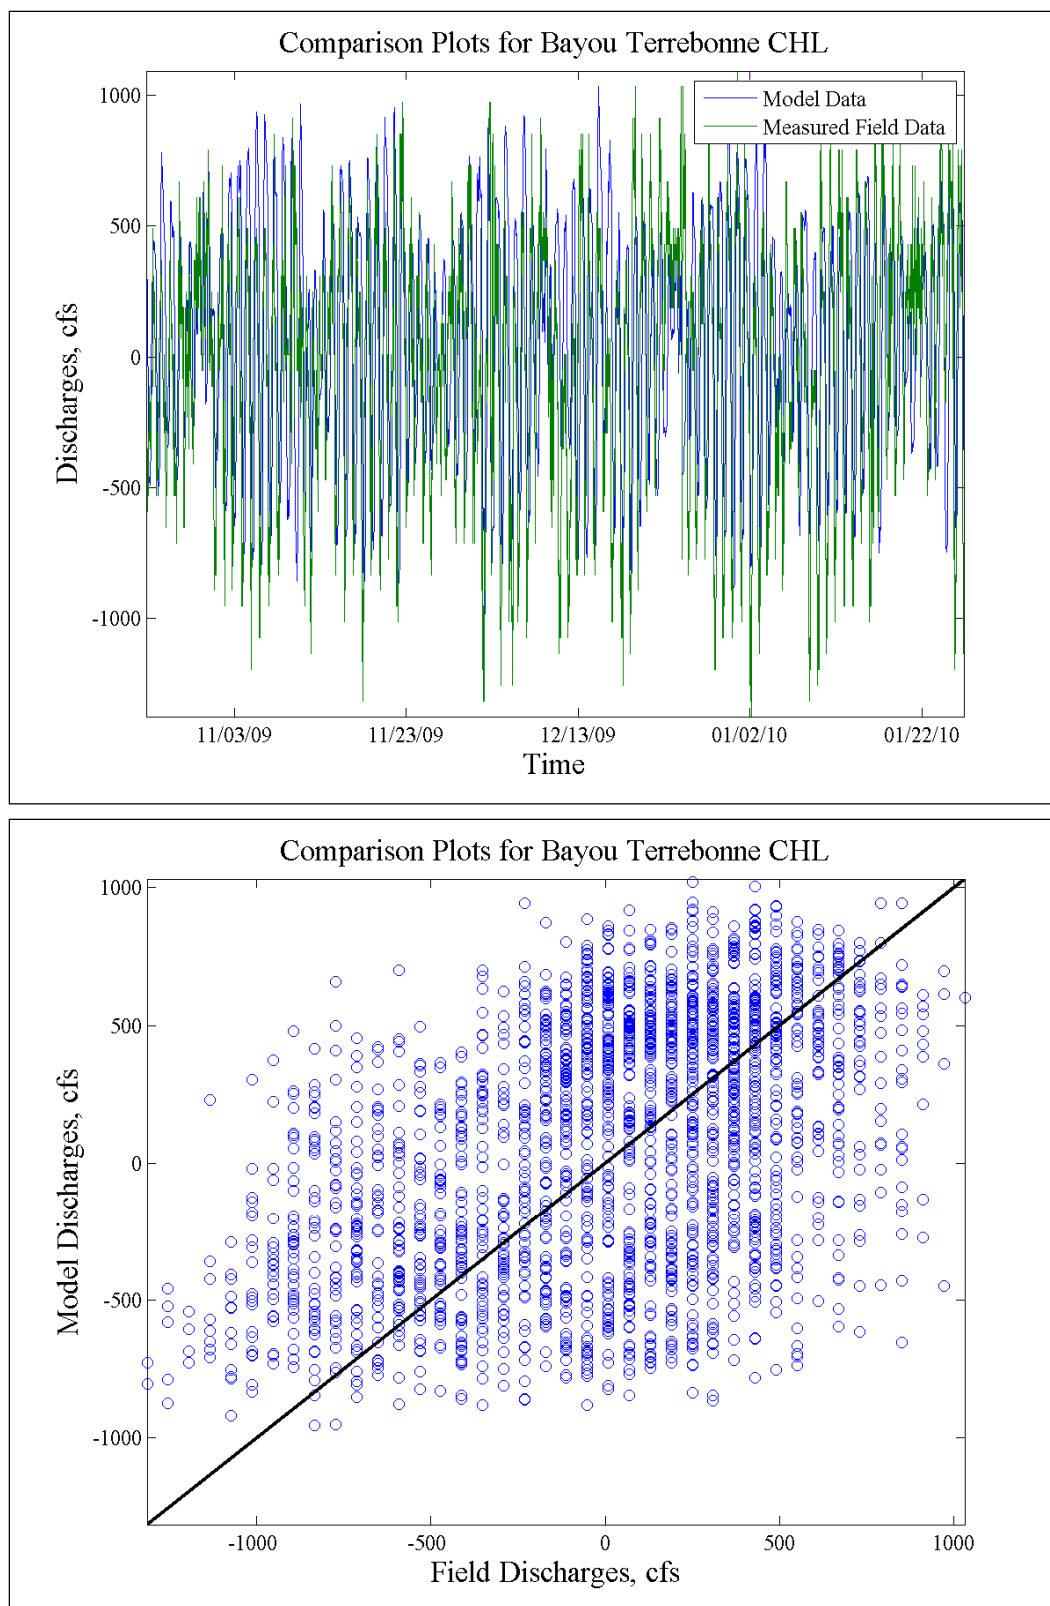 Comparison Plots for Bayou Terrebonne CHL
1000
500
0
-500
-1000
Discharges, cfs
Model Data
Measured Field Data
11/03/09 11/23/09 12/13/09 01/02/10 01/22/10
Time
Comparison Plots for Bayou Terrebonne CHL
1000
500
0
-500
-1000
Model Discharges, cfs
-1000 -500 0 500 1000
Field Discharges, cfs